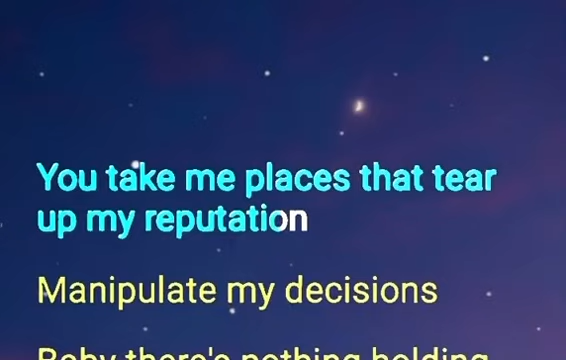 You take me places that tear
up my reputation
Manipulate my decisions
Baby there's nothing holding